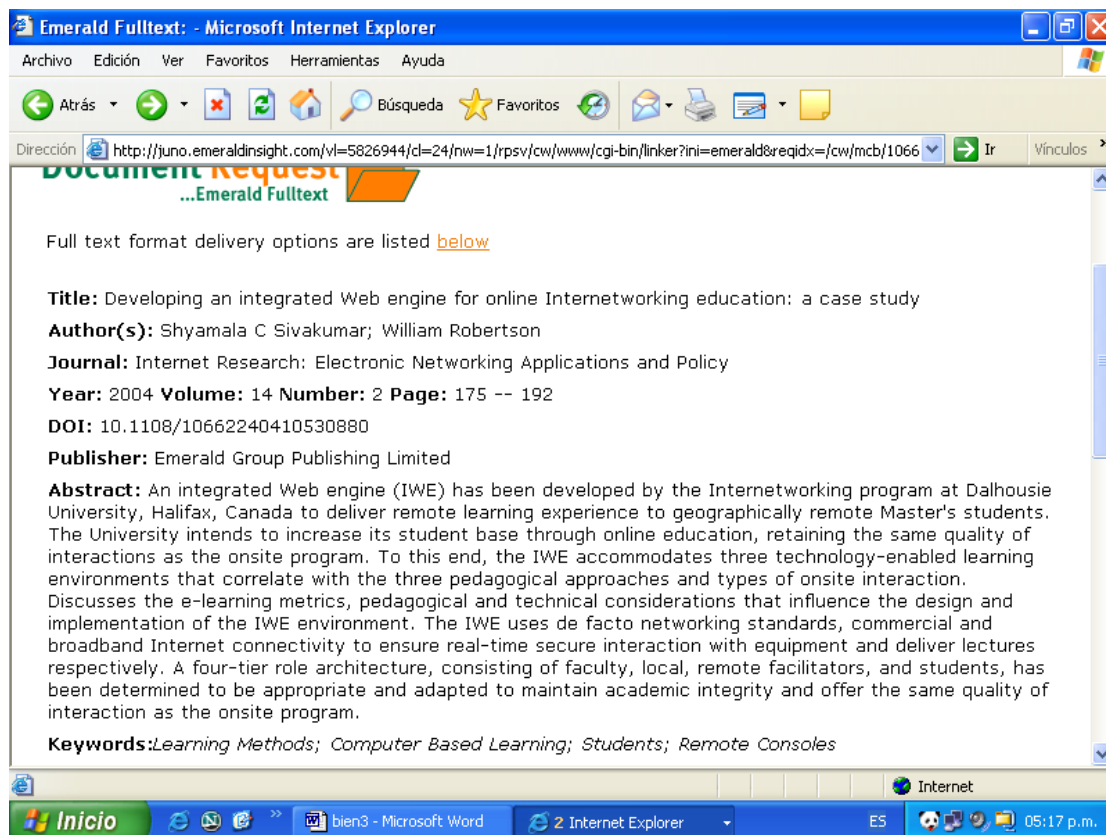 Emerald Fulltext: - Microsoft Internet Explorer
Archivo Edición Ver Favoritos Herramientas Ayuda
Atrás Búsqueda Favoritos
Dirección http://juno.emeraldinsight.com/vl=5826944/cl=24/nw=1/rpsv/cw/www/cgi-bin/linker?ini=emerald&reqidx=/cw/mcb/1066 Ir Vínculos »
Document Request
...Emerald Fulltext
Full text format delivery options are listed below
Title: Developing an integrated Web engine for online Internetworking education: a case study
Author(s): Shyamala C Sivakumar; William Robertson
Journal: Internet Research: Electronic Networking Applications and Policy
Year: 2004 Volume: 14 Number: 2 Page: 175 -- 192
DOI: 10.1108/10662240410530880
Publisher: Emerald Group Publishing Limited
Abstract: An integrated Web engine (IWE) has been developed by the Internetworking program at Dalhousie
University, Halifax, Canada to deliver remote learning experience to geographically remote Master's students.
The University intends to increase its student base through online education, retaining the same quality of
interactions as the onsite program. To this end, the IWE accommodates three technology-enabled learning
environments that correlate with the three pedagogical approaches and types of onsite interaction.
Discusses the e-learning metrics, pedagogical and technical considerations that influence the design and
implementation of the IWE environment. The IWE uses de facto networking standards, commercial and
broadband Internet connectivity to ensure real-time secure interaction with equipment and deliver lectures
respectively. A four-tier role architecture, consisting of faculty, local, remote facilitators, and students, has
been determined to be appropriate and adapted to maintain academic integrity and offer the same quality of
interaction as the onsite program.
Keywords:Learning Methods; Computer Based Learning; Students; Remote Consoles
Internet
Inicio » bien3 - Microsoft Word 2 Internet Explorer ES 05:17 p.m.